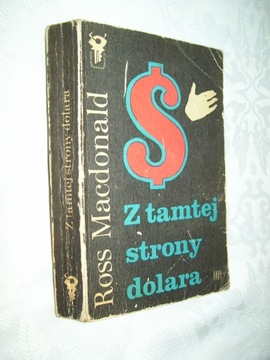 Z tamtej strony dolara
Ross Macdonald
$
Z tamtej
strony
dolara